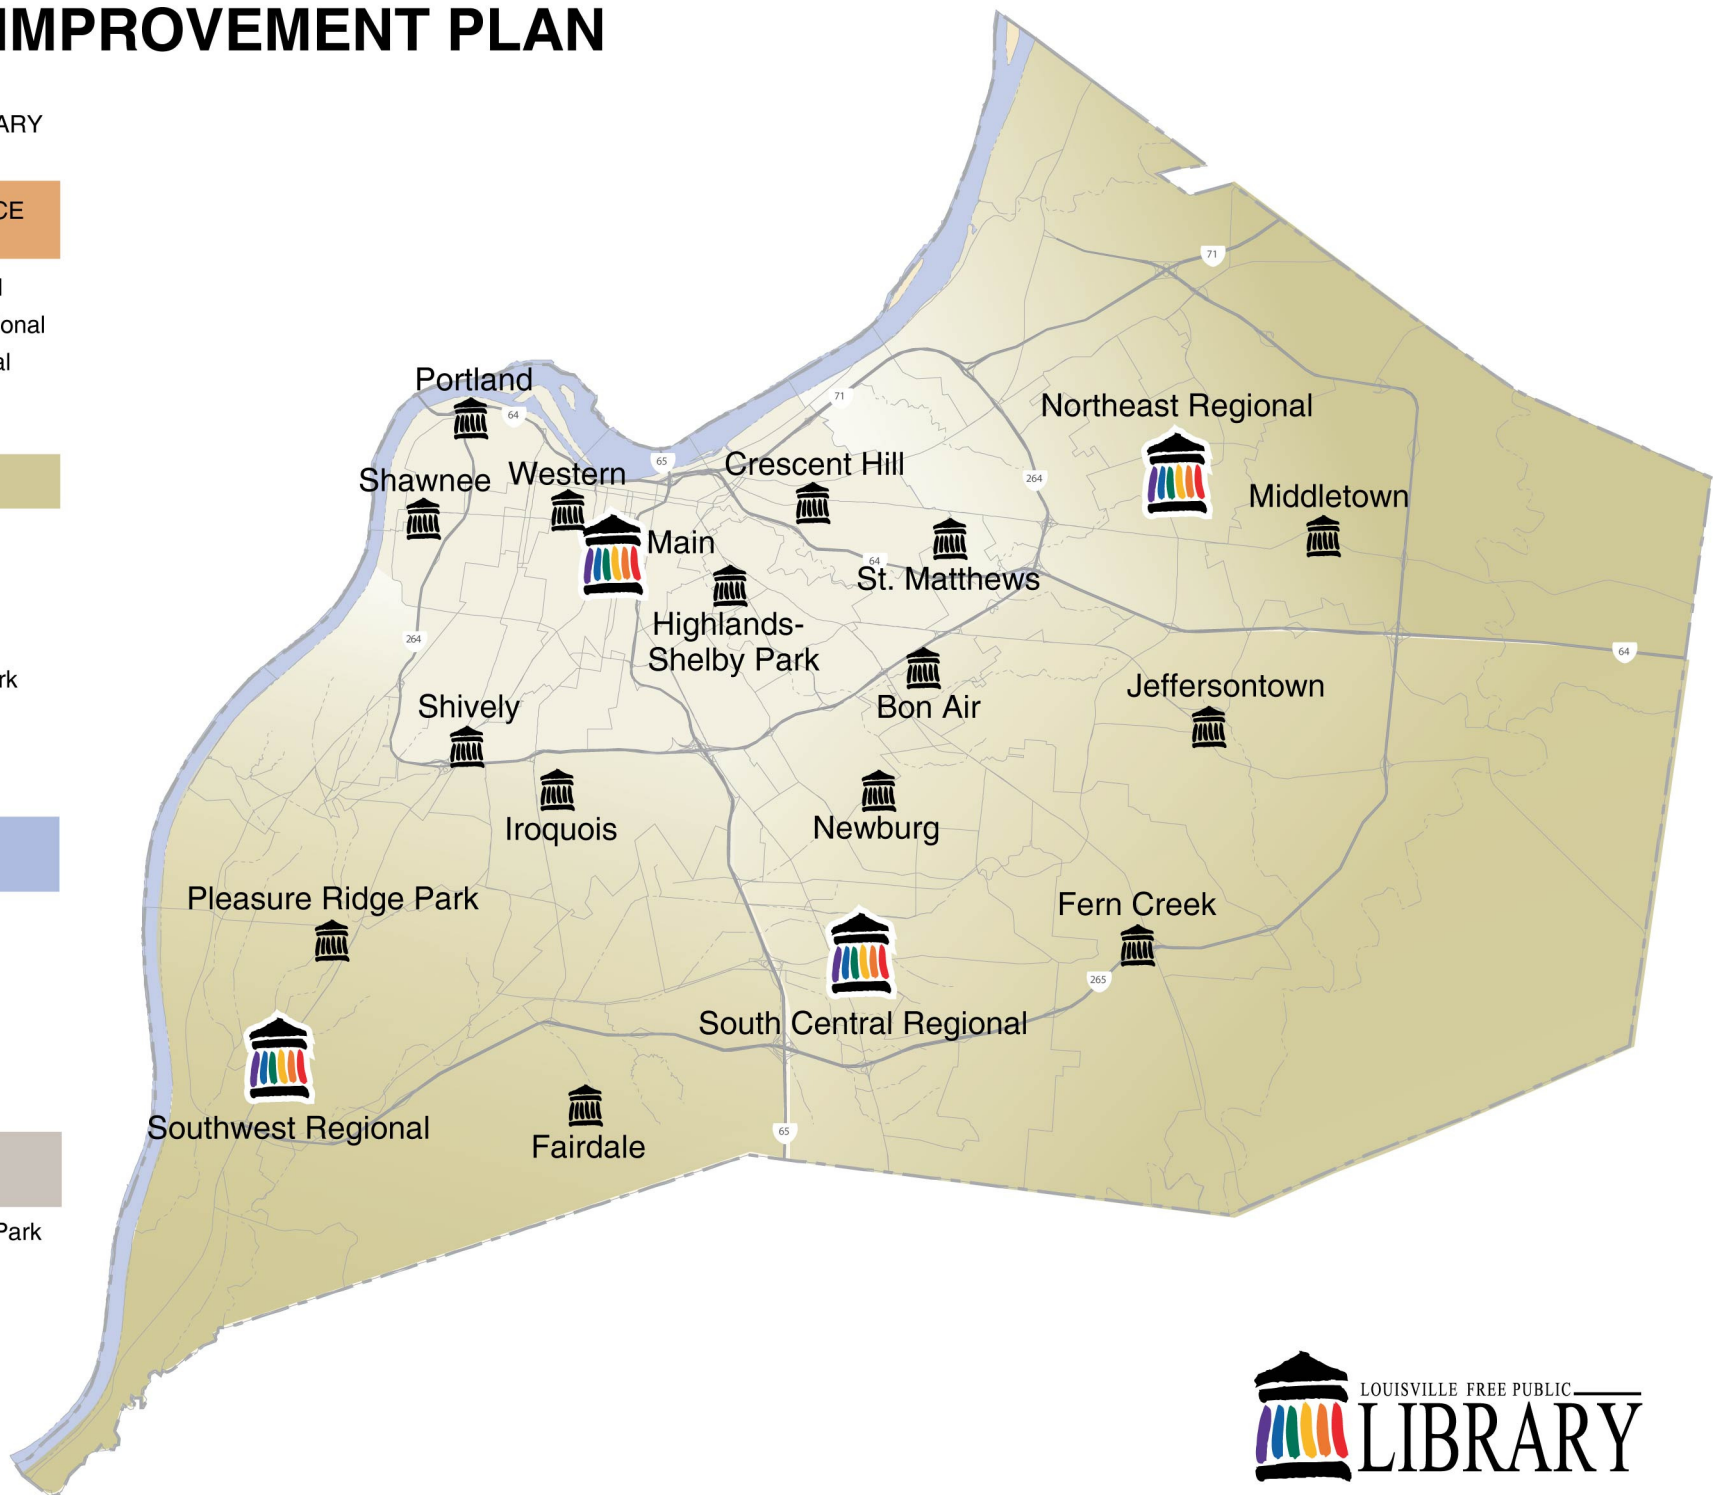 IMPROVEMENT PLAN
ARY
CE
onal
al
rk
Park
71
Portland
64
71
Northeast Regional
65
Crescent Hill
Shawnee
Western
264
Middletown
Main
64
St. Matthews
Highlands-
Shelby Park
264
64
Bon Air
Jeffersontown
Shively
Iroquois
Newburg
Pleasure Ridge Park
Fern Creek
265
South Central Regional
Southwest Regional
65
Fairdale
LOUISVILLE FREE PUBLIC
LIBRARY